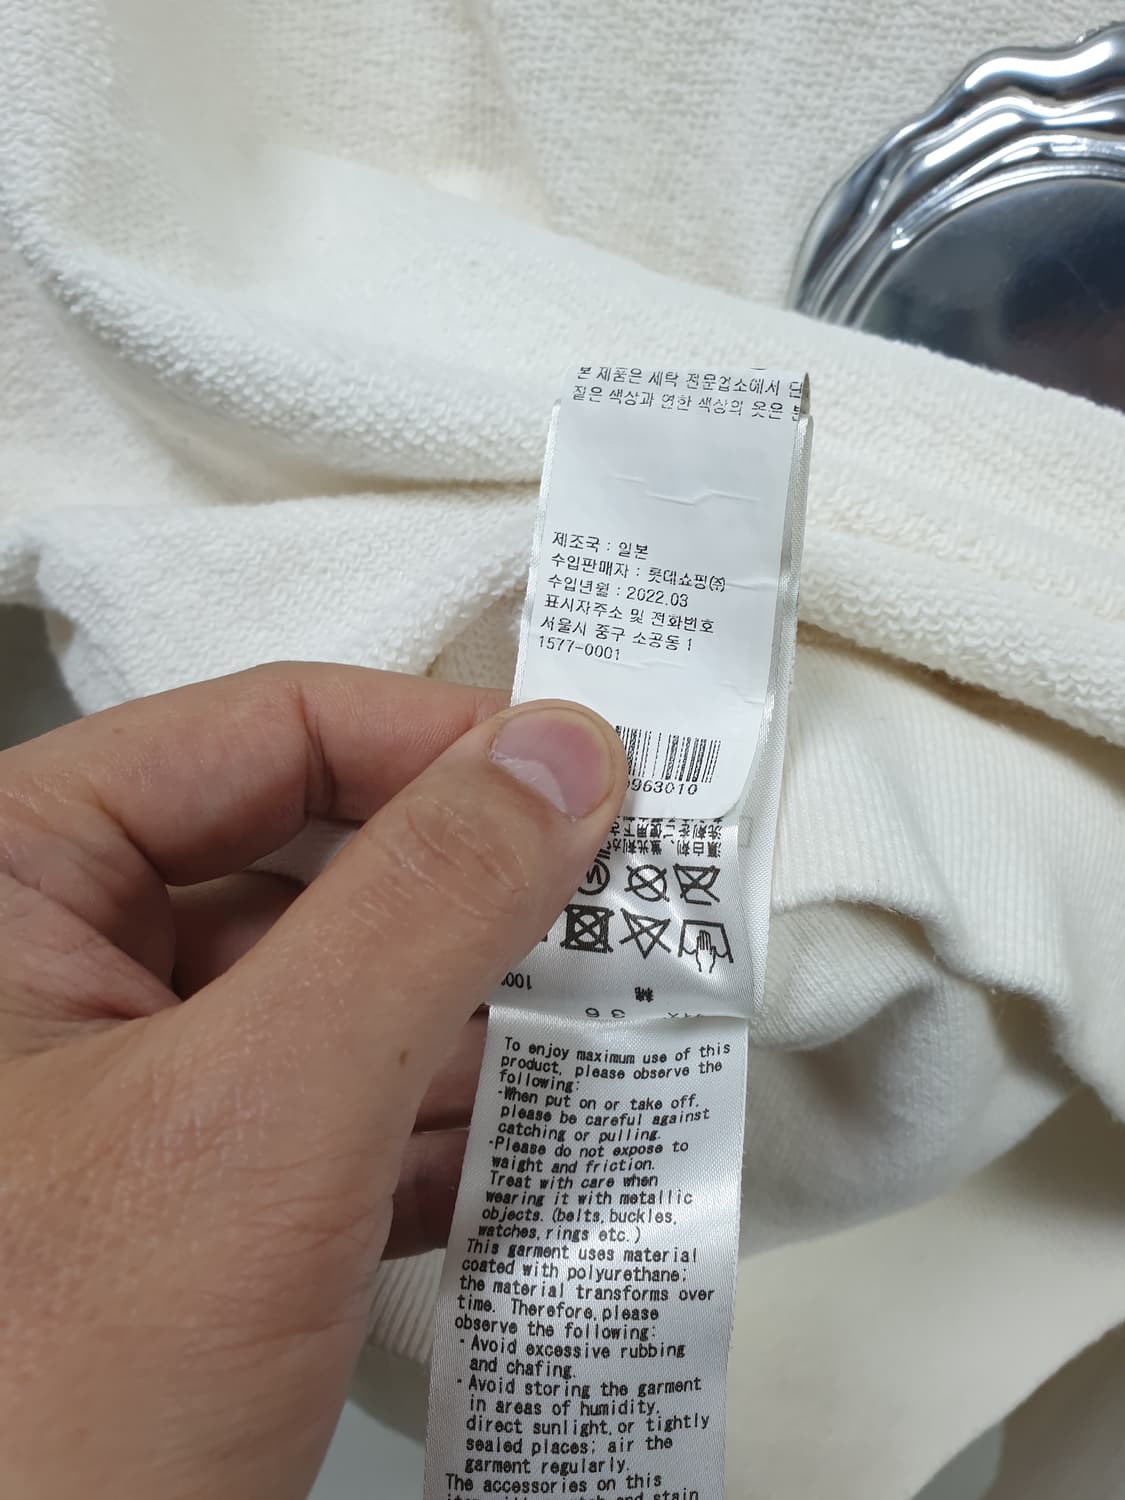 본 제품은 세탁 전문업소에서
짙은 색상과 연한 색상의 옷은
제조국 : 일본
수입판매자 : 롯데쇼핑㈜
수입년월 : 2022.03
표시자주소 및 전화번호
서울시 중구 소공동 1
1577-0001
963010
綿
36
To enjoy maximum use of this
product, please observe the
following:
-When put on or take off.
please be careful against
catching or pulling.
-Please do not expose to
waight and friction.
Treat with care when
wearing it with metallic
objects.(belts,buckles,
watches,rings etc.)
This garment uses material
coated with polyurethane;
the material transforms over
time. Therefore,please
observe the following:
・Avoid excessive rubbing
and chafing.
・Avoid storing the garment
in areas of humidity,
direct sunlight,or tightly
sealed places; air the
garment regularly.
The accessories on this